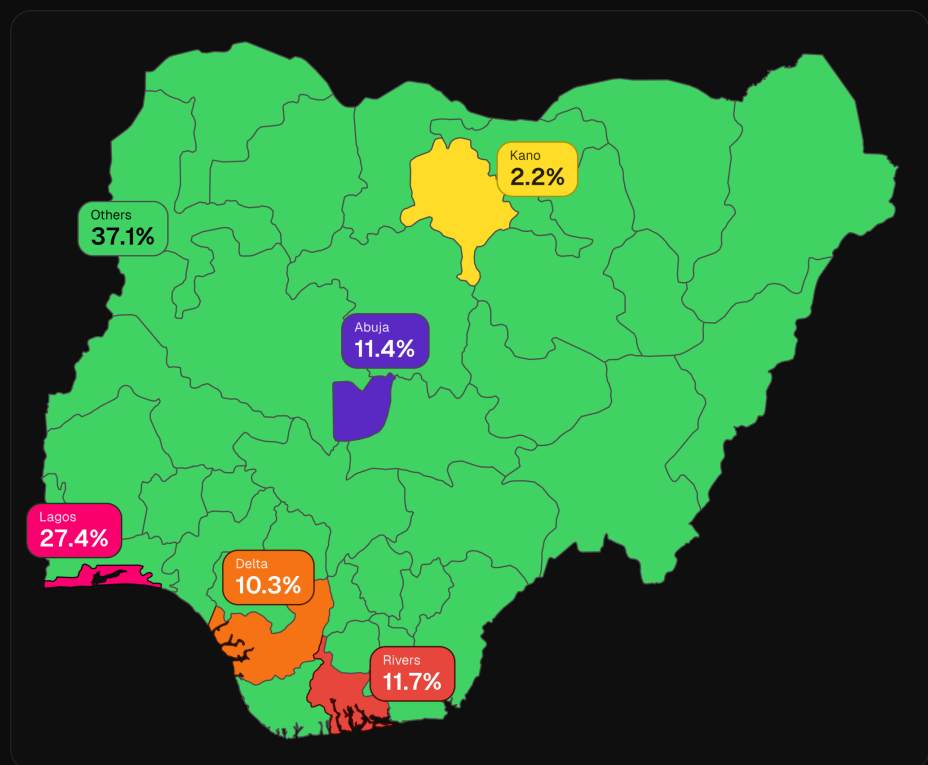 Kano
2.2%
Others
37.1%
Abuja
11.4%
Lagos
27.4%
Delta
10.3%
Rivers
11.7%